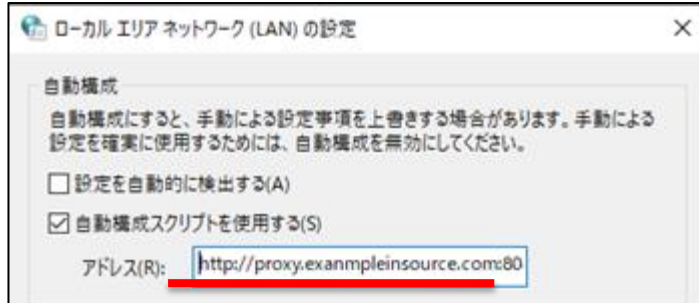 ローカル エリア ネットワーク (LAN) の設定
自動構成
自動構成にすると、手動による設定事項を上書きする場合があります。手動による
設定を確実に使用するためには、自動構成を無効にしてください。
設定を自動的に検出する(A)
自動構成スクリプトを使用する(S)
アドレス(R): http://proxy.exanmpleinsource.com:80